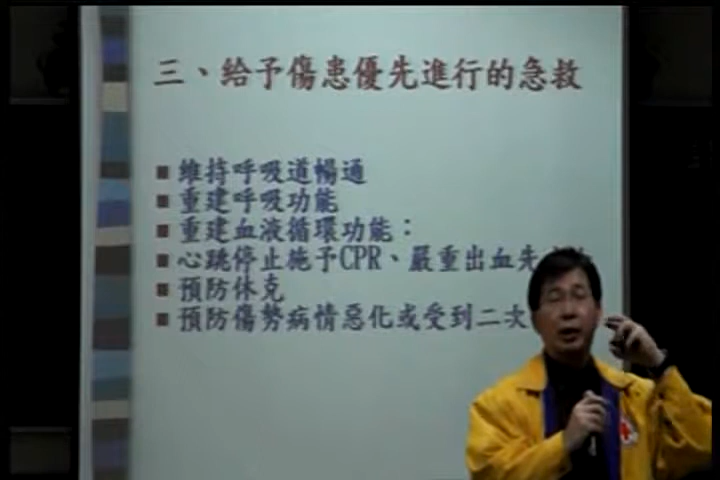 三、給予傷患優先進行的急救
維持呼吸道暢通
重建呼吸功能
重建血液循環功能：
心跳停止施予CPR、嚴重出血先
預防休克
預防傷勢病情惡化或受到二次